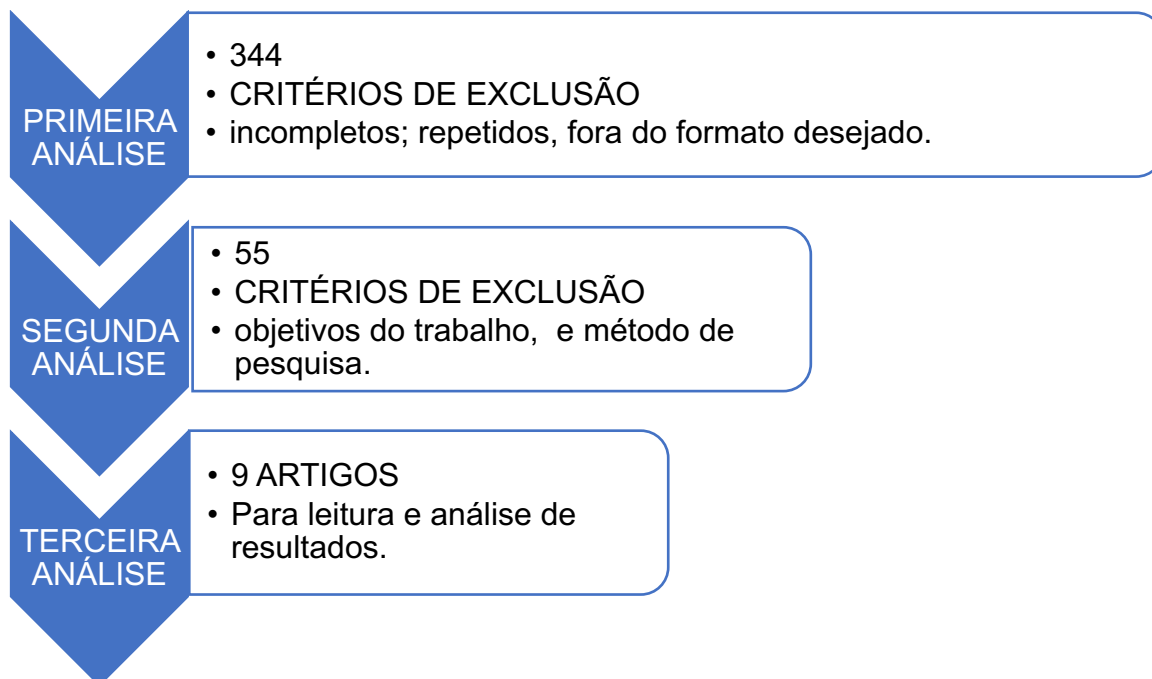 PRIMEIRA
ANÁLISE
• 344
• CRITÉRIOS DE EXCLUSÃO
• incompletos; repetidos, fora do formato desejado.
SEGUNDA
ANÁLISE
• 55
• CRITÉRIOS DE EXCLUSÃO
• objetivos do trabalho,  e método de
pesquisa.
TERCEIRA
ANÁLISE
• 9 ARTIGOS
• Para leitura e análise de
resultados.